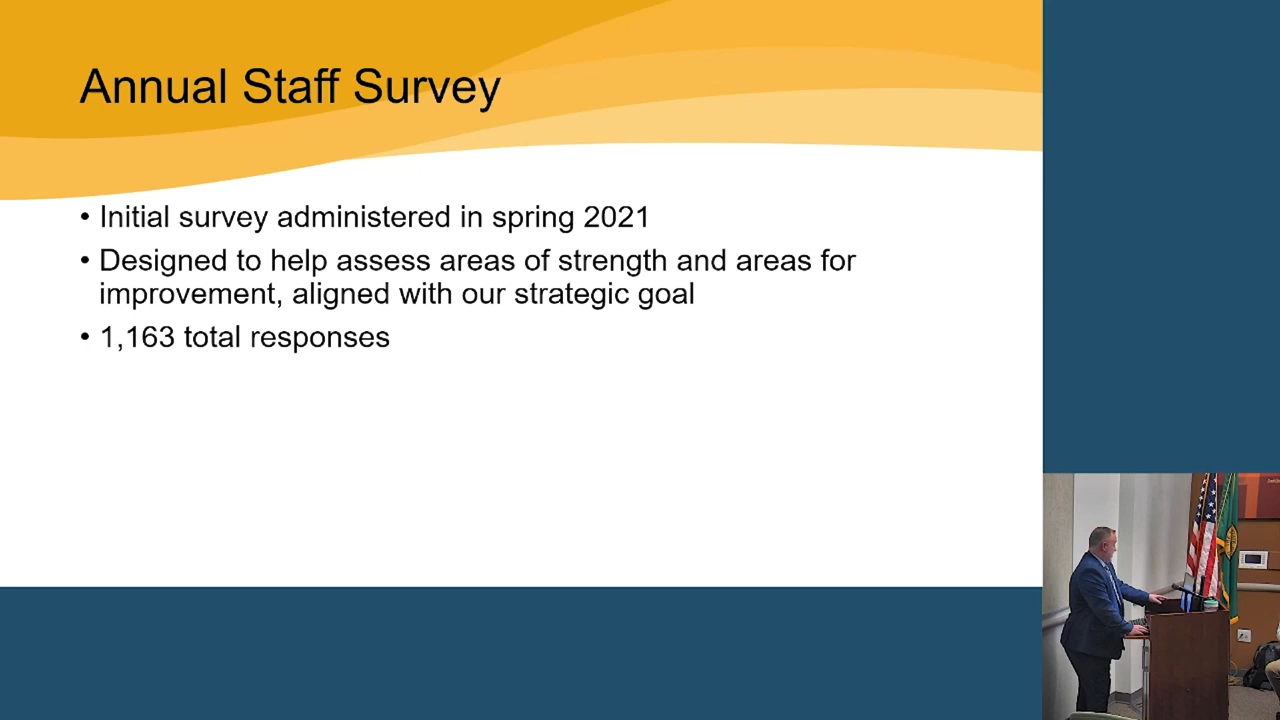 Annual Staff Survey
• Initial survey administered in spring 2021
• Designed to help assess areas of strength and areas for
improvement, aligned with our strategic goal
• 1,163 total responses